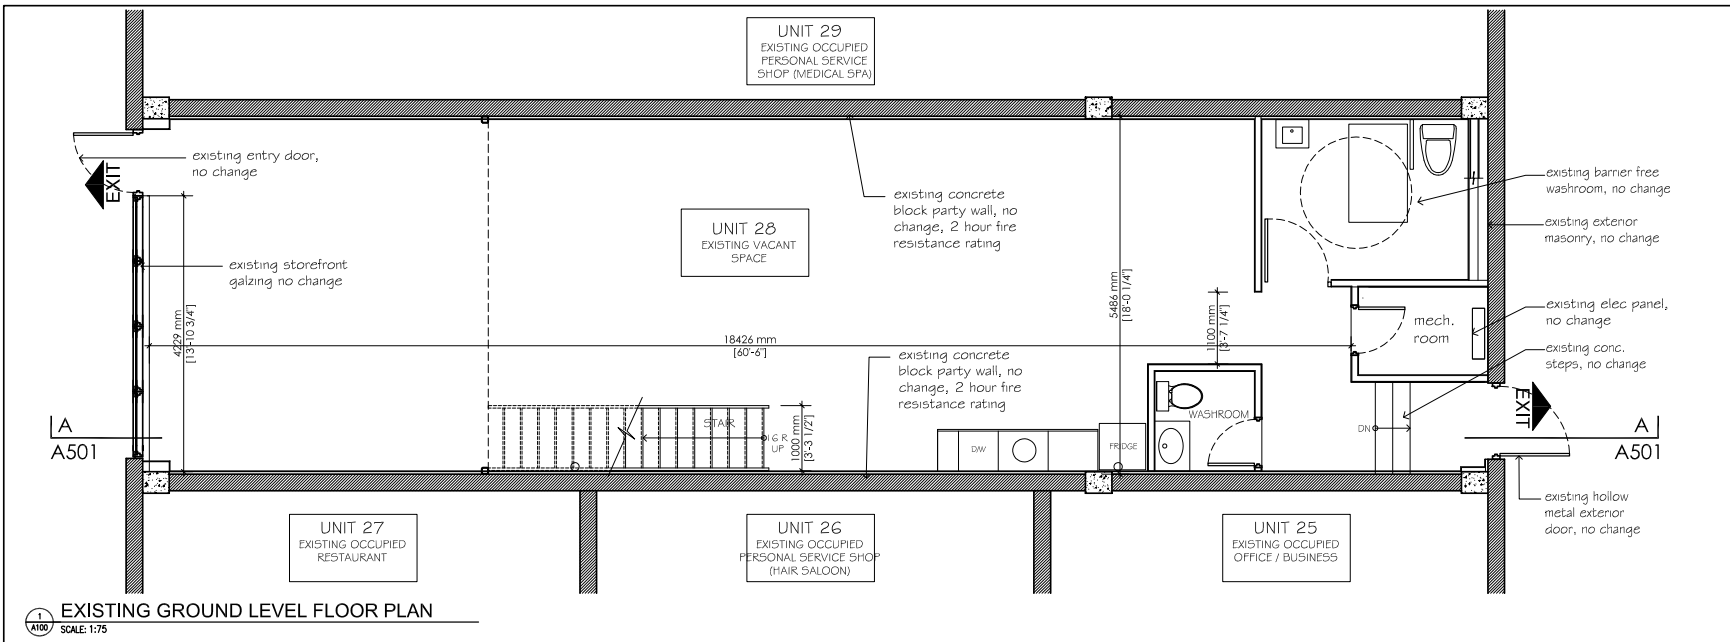 UNIT 29
EXISTING OCCUPIED
PERSONAL SERVICE
SHOP (MEDICAL SPA)
existing entry door,
no change
EXIT
existing concrete
block party wall, no
change, 2 hour fire
resistance rating
UNIT 28
EXISTING VACANT
SPACE
existing barrier free
washroom, no change
existing exterior
masonry, no change
existing storefront
galzing no change
4229 mm
[13'-10 3/4"]
18426 mm
[60'-6"]
5486 mm
[18'-0 1/4"]
1100 mm
[3'-7 1/4"]
mech.
room
existing elec panel,
no change
existing conc.
steps, no change
existing concrete
block party wall, no
change, 2 hour fire
resistance rating
STAIR
16 R
UP
1000 mm
[3'-3 1/2"]
D/W
FRIDGE
WASHROOM
DN
EXIT
A
A501
A
A501
existing hollow
metal exterior
door, no change
UNIT 27
EXISTING OCCUPIED
RESTAURANT
UNIT 26
EXISTING OCCUPIED
PERSONAL SERVICE SHOP
(HAIR SALOON)
UNIT 25
EXISTING OCCUPIED
OFFICE / BUSINESS
1
A100
EXISTING GROUND LEVEL FLOOR PLAN
SCALE: 1:75